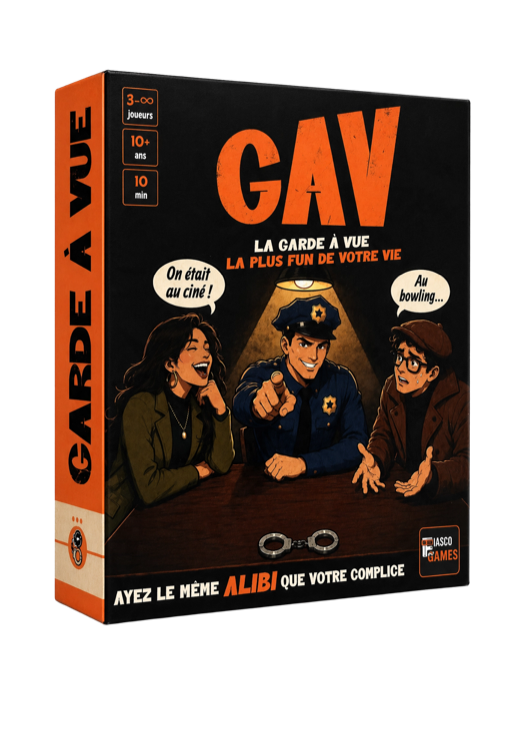 GARDE À VUE
3-∞
joueurs
10+
ans
10
min
GAV
LA GARDE À VUE
LA PLUS FUN DE VOTRE VIE
On était
au ciné !
Au
bowling...
FIASCO
GAMES
AYEZ LE MÊME ALIBI QUE VOTRE COMPLICE